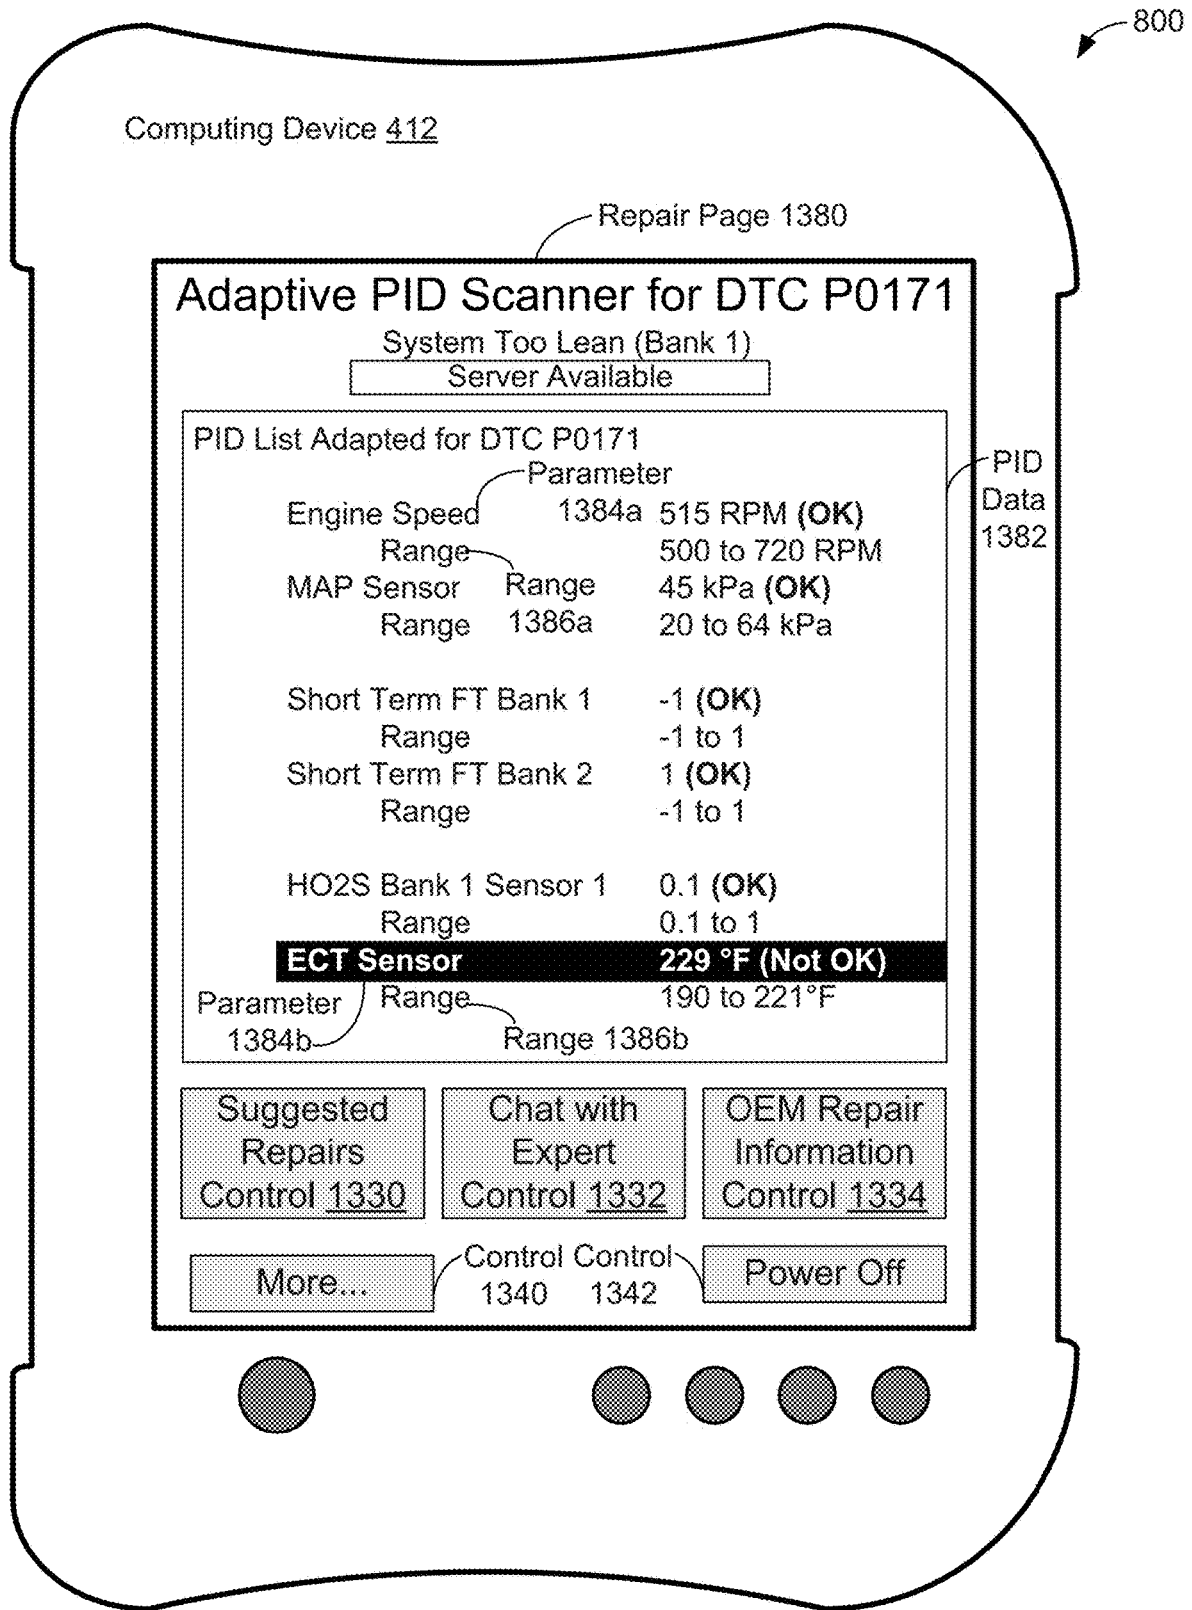 800
Computing Device 412
Repair Page 1380
Adaptive PID Scanner for DTC P0171
System Too Lean (Bank 1)
Server Available
PID List Adapted for DTC P0171
Parameter
1384a
Engine Speed 515 RPM (OK)
Range 500 to 720 RPM
MAP Sensor 45 kPa (OK)
Range
1386a
Range 20 to 64 kPa
PID
Data
1382
Short Term FT Bank 1 -1 (OK)
Range -1 to 1
Short Term FT Bank 2 1 (OK)
Range -1 to 1
HO2S Bank 1 Sensor 1 0.1 (OK)
Range 0.1 to 1
ECT Sensor 229 °F (Not OK)
Range 190 to 221°F
Parameter
1384b
Range 1386b
Suggested
Repairs
Control 1330
Chat with
Expert
Control 1332
OEM Repair
Information
Control 1334
More...
Control
1340
Control
1342
Power Off